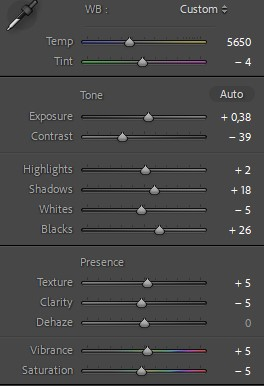 WB : Custom
Temp 5650
Tint - 4
Tone Auto
Exposure + 0,38
Contrast - 39
Highlights + 2
Shadows + 18
Whites - 5
Blacks + 26
Presence
Texture + 5
Clarity - 5
Dehaze 0
Vibrance + 5
Saturation - 5